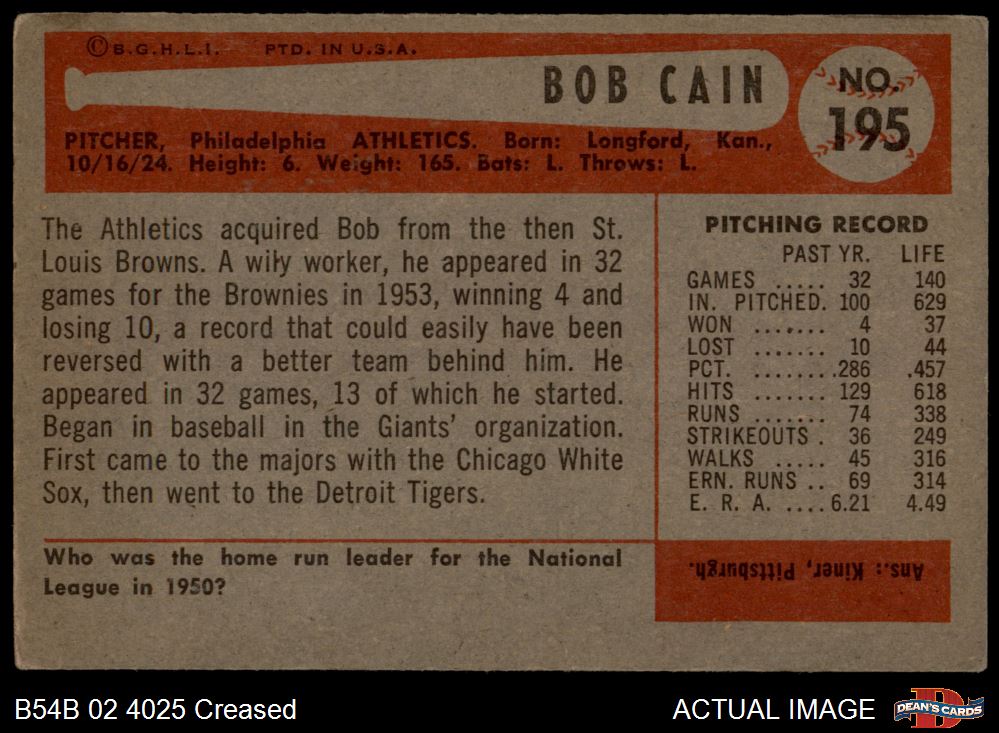 © B.G.H.L.I. PTD. IN U.S.A.
BOB CAIN
NO.
195
PITCHER, Philadelphia ATHLETICS. Born: Longford, Kan.,
10/16/24. Height: 6. Weight: 165. Bats: L. Throws: L.
The Athletics acquired Bob from the then St.
Louis Browns. A wily worker, he appeared in 32
games for the Brownies in 1953, winning 4 and
losing 10, a record that could easily have been
reversed with a better team behind him. He
appeared in 32 games, 13 of which he started.
Began in baseball in the Giants' organization.
First came to the majors with the Chicago White
Sox, then went to the Detroit Tigers.
PITCHING RECORD
PAST YR. LIFE
GAMES ..... 32 140
IN. PITCHED. 100 629
WON ....... 4 37
LOST ....... 10 44
PCT. ........286 .457
HITS ....... 129 618
RUNS ....... 74 338
STRIKEOUTS . 36 249
WALKS ..... 45 316
ERN. RUNS .. 69 314
E. R. A. ....6.21 4.49
Who was the home run leader for the National
League in 1950?
Ans.: Kiner, Pittsburgh.
B54B 02 4025 Creased
ACTUAL IMAGE
D
DEAN'S CARDS